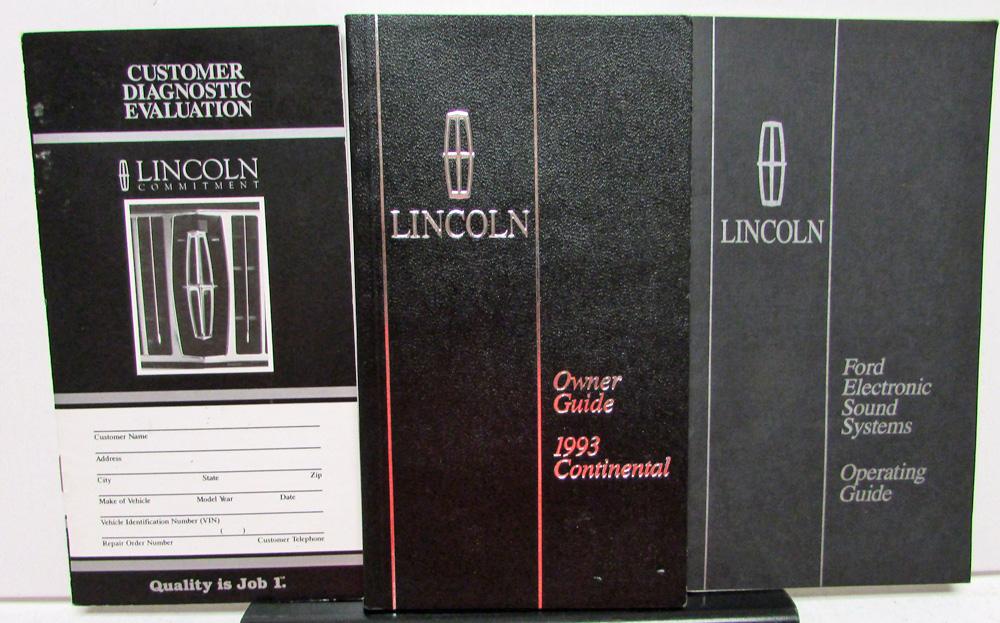 CUSTOMER
DIAGNOSTIC
EVALUATION
LINCOLN
COMMITMENT
Customer Name
Address
City State Zip
Make of Vehicle Model Year Date
Vehicle Identification Number (VIN)
( )
Repair Order Number Customer Telephone
Quality is Job 1.
LINCOLN
Owner
Guide
1993
Continental
LINCOLN
Ford
Electronic
Sound
Systems
Operating
Guide